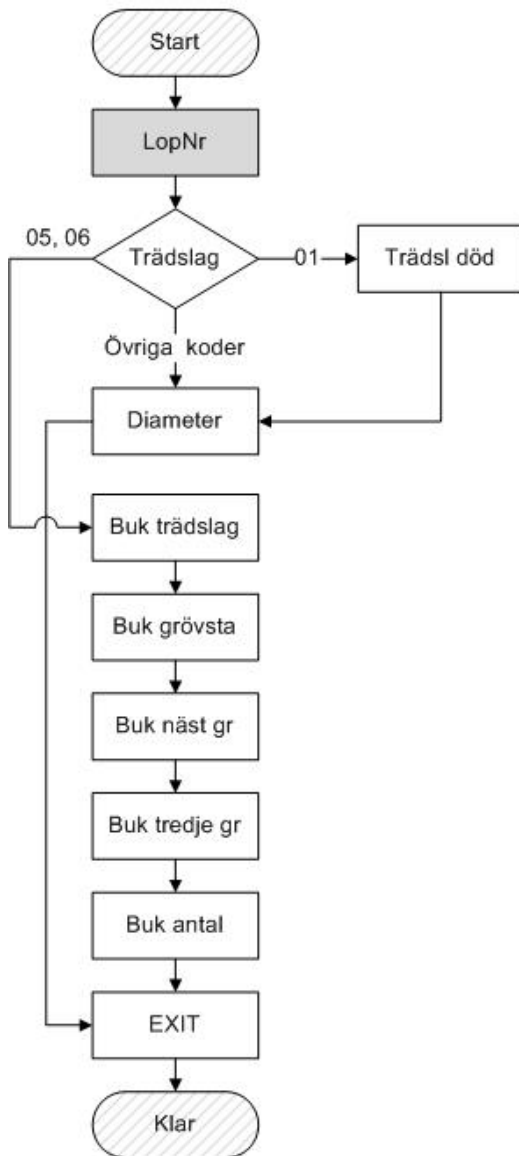 Start
LopNr
05, 06
Trädslag
01
Trädsl död
Övriga koder
Diameter
Buk trädslag
Buk grövsta
Buk näst gr
Buk tredje gr
Buk antal
EXIT
Klar